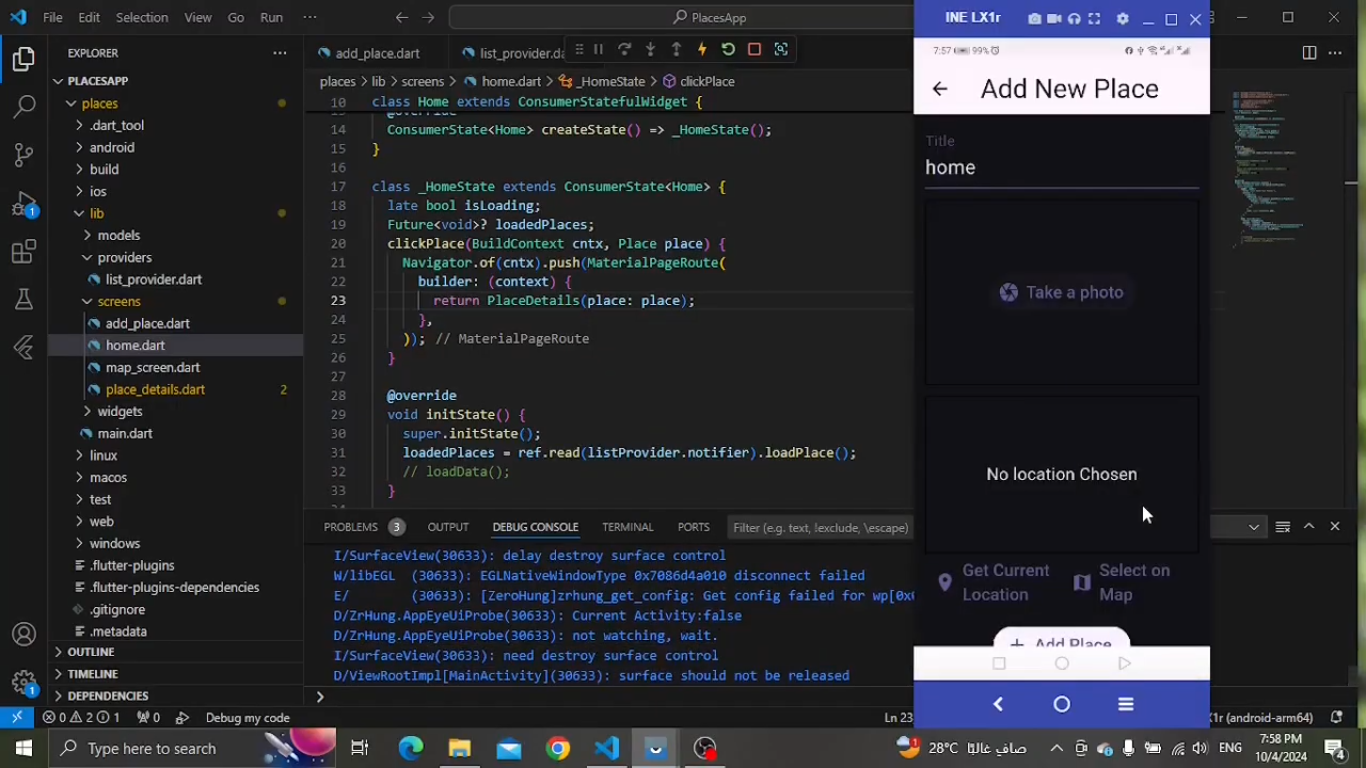 File Edit Selection View Go Run ···
PlacesApp
INE LX1r
EXPLORER
PLACESAPP
places
.dart_tool
android
build
ios
lib
models
providers
list_provider.dart
screens
add_place.dart
home.dart
map_screen.dart
place_details.dart 2
widgets
main.dart
linux
macos
test
web
windows
.flutter-plugins
.flutter-plugins-dependencies
.gitignore
.metadata
OUTLINE
TIMELINE
DEPENDENCIES
add_place.dart list_provider.da
places > lib > screens > home.dart > _HomeState > clickPlace
10 class Home extends ConsumerStatefulWidget {
14 ConsumerState<Home> createState() => _HomeState();
15 }
16
17 class _HomeState extends ConsumerState<Home> {
18 late bool isLoading;
19 Future<void>? loadedPlaces;
20 clickPlace(BuildContext cntx, Place place) {
21 Navigator.of(cntx).push(MaterialPageRoute(
22 builder: (context) {
23 return PlaceDetails(place: place);
24 },
25 )); // MaterialPageRoute
26 }
27
28 @override
29 void initState() {
30 super.initState();
31 loadedPlaces = ref.read(listProvider.notifier).loadPlace();
32 // loadData();
33 }
PROBLEMS 3 OUTPUT DEBUG CONSOLE TERMINAL PORTS Filter (e.g. text, !exclude, \escape)
I/SurfaceView(30633): delay destroy surface control
W/libEGL (30633): EGLNativeWindowType 0x7086d4a010 disconnect failed
E/ (30633): [ZeroHung]zrhung_get_config: Get config failed for wp[0x0
D/ZrHung.AppEyeUiProbe(30633): Current Activity:false
D/ZrHung.AppEyeUiProbe(30633): not watching, wait.
I/SurfaceView(30633): need destroy surface control
D/ViewRootImpl[MainActivity](30633): surface should not be released
7:57 99%
Add New Place
Title
home
Take a photo
No location Chosen
Get Current Location
Select on Map
+ Add Place
0 2 1 0 Debug my code Ln 23 1r (android-arm64)
Type here to search
28°C صافٍ غالبًا ENG
7:58 PM
10/4/2024
4